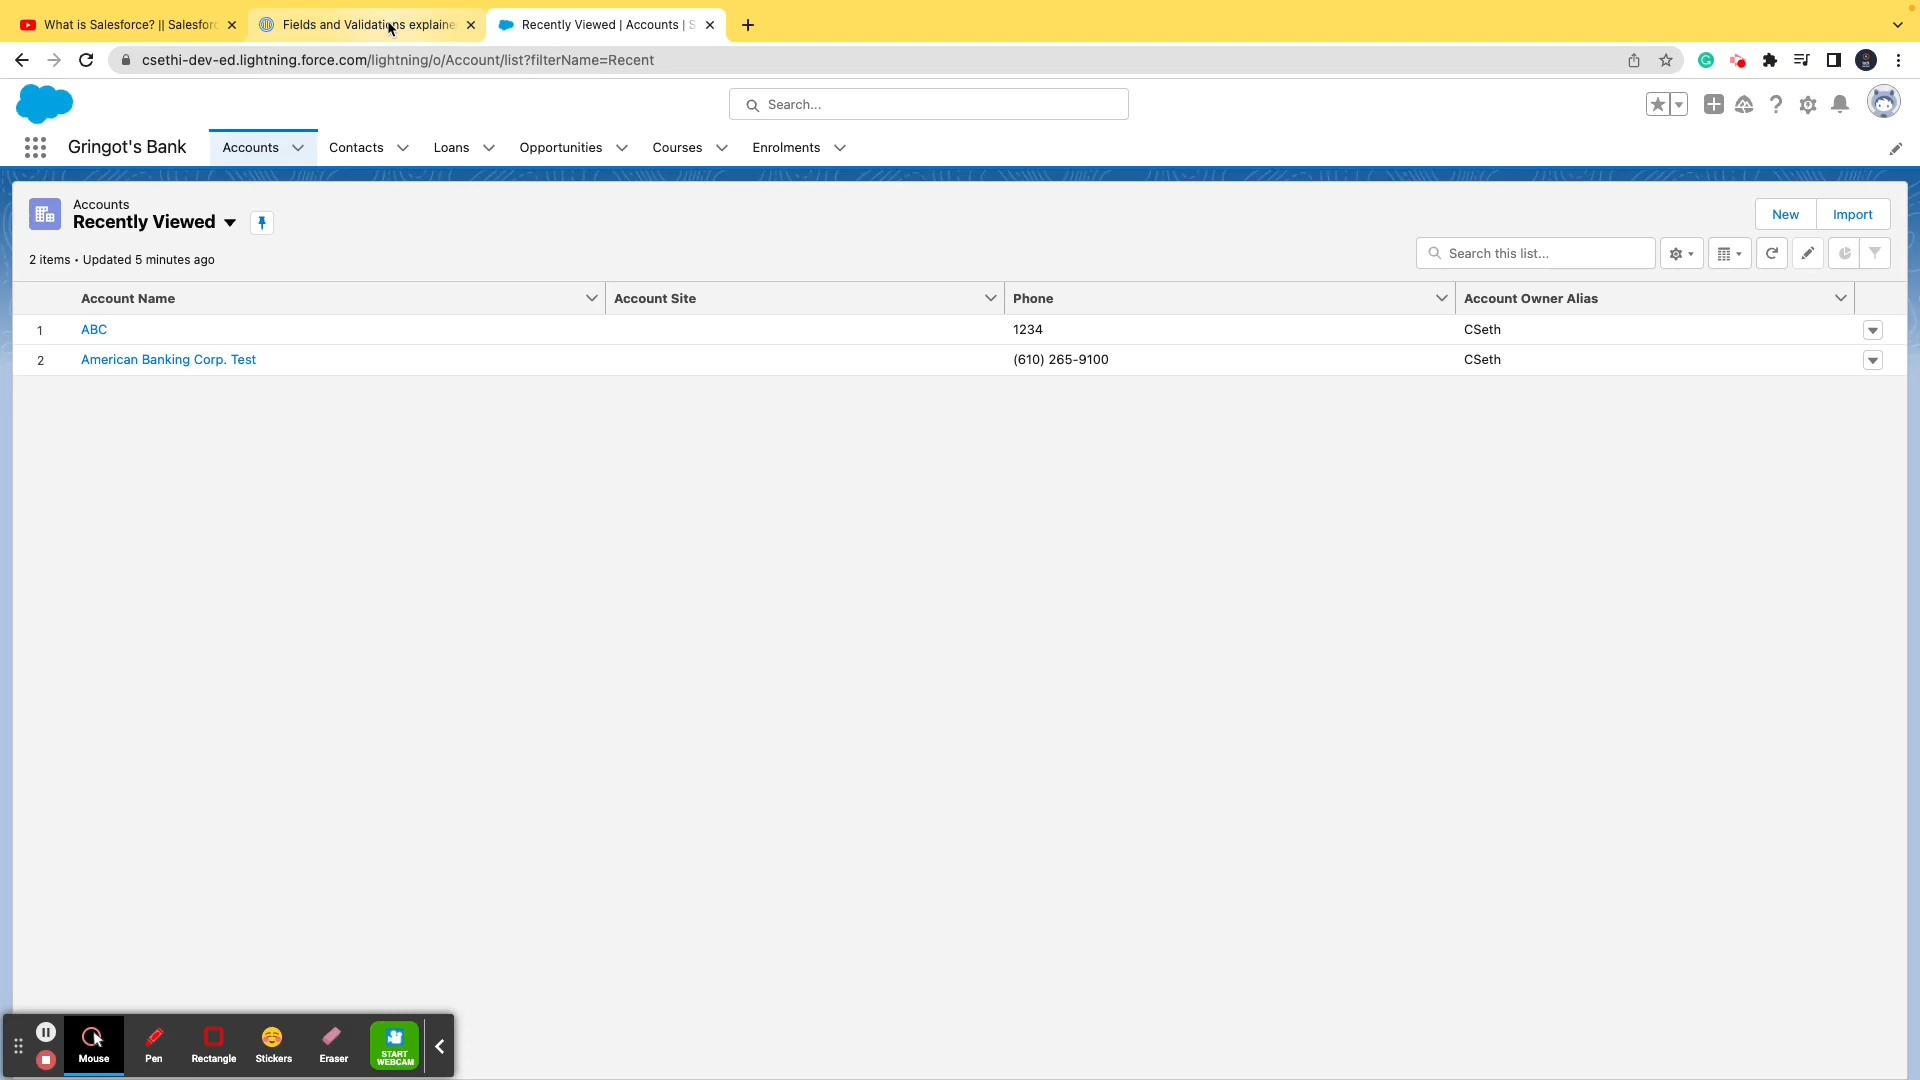 What is Salesforce? || Salesforc
Fields and Validations explaine
Recently Viewed | Accounts | S
csethi-dev-ed.lightning.force.com/lightning/o/Account/list?filterName=Recent
Search...
Gringot's Bank
Accounts
Contacts
Loans
Opportunities
Courses
Enrolments
Accounts
Recently Viewed
New
Import
2 items • Updated 5 minutes ago
Search this list...
Account Name
Account Site
Phone
Account Owner Alias
1 ABC 1234 CSeth
2 American Banking Corp. Test (610) 265-9100 CSeth
Mouse
Pen
Rectangle
Stickers
Eraser
START
WEBCAM